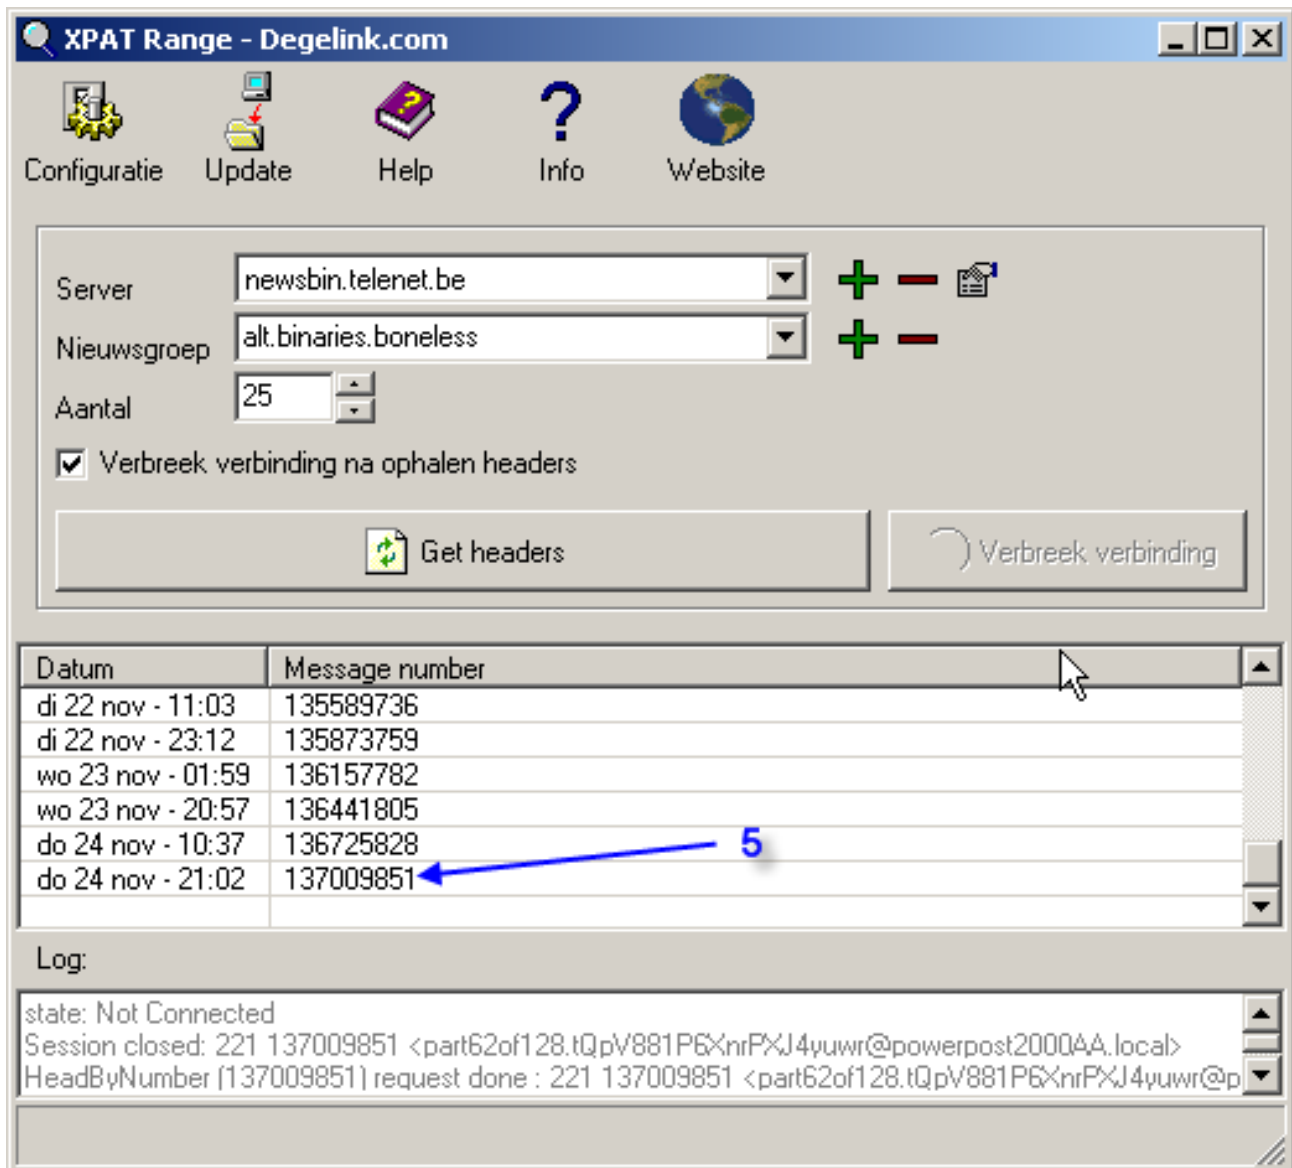 XPAT Range - Degelink.com
Configuratie Update Help Info Website
Server newsbin.telenet.be
Nieuwsgroep alt.binaries.boneless
Aantal 25
Verbreek verbinding na ophalen headers
Get headers Verbreek verbinding
Datum Message number
di 22 nov - 11:03 135589736
di 22 nov - 23:12 135873759
wo 23 nov - 01:59 136157782
wo 23 nov - 20:57 136441805
do 24 nov - 10:37 136725828
5
do 24 nov - 21:02 137009851
Log:
state: Not Connected
Session closed: 221 137009851 <part62of128.tQpV881P6XnrPXJ4yuwr@powerpost2000AA.local>
HeadByNumber (137009851) request done : 221 137009851 <part62of128.tQpV881P6XnrPXJ4yuwr@p